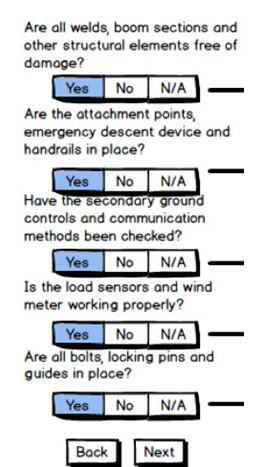 Are all welds, boom sections and
other structural elements free of
damage?
Yes No N/A
Are the attachment points,
emergency descent device and
handrails in place?
Yes No N/A
Have the secondary ground
controls and communication
methods been checked?
Yes No N/A
Is the load sensors and wind
meter working properly?
Yes No N/A
Are all bolts, locking pins and
guides in place?
Yes No N/A
Back Next